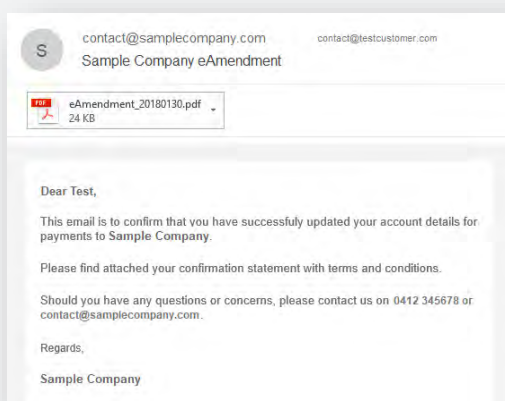 S
contact@samplecompany.com contact@testcustomer.com
Sample Company eAmendment
PDF
eAmendment_20180130.pdf
24 KB
Dear Test,
This email is to confirm that you have successfuly updated your account details for
payments to Sample Company.
Please find attached your confirmation statement with terms and conditions.
Should you have any questions or concerns, please contact us on 0412 345678 or
contact@samplecompany.com.
Regards,
Sample Company